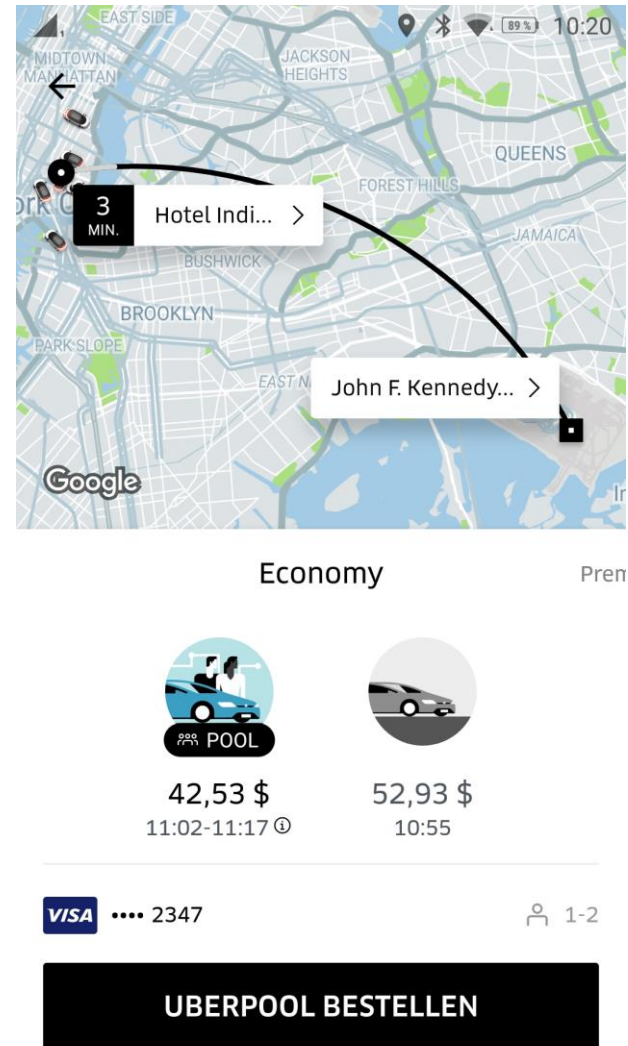 EAST SIDE
89 %
10:20
MIDTOWN
MANHATTAN
JACKSON
HEIGHTS
QUEENS
FOREST HILLS
3
MIN.
Hotel Indi...
JAMAICA
BUSHWICK
BROOKLYN
PARK SLOPE
EAST N
John F. Kennedy...
Google
Economy
Prem
POOL
42,53 $
52,93 $
11:02-11:17
10:55
VISA •••• 2347
1-2
UBERPOOL BESTELLEN